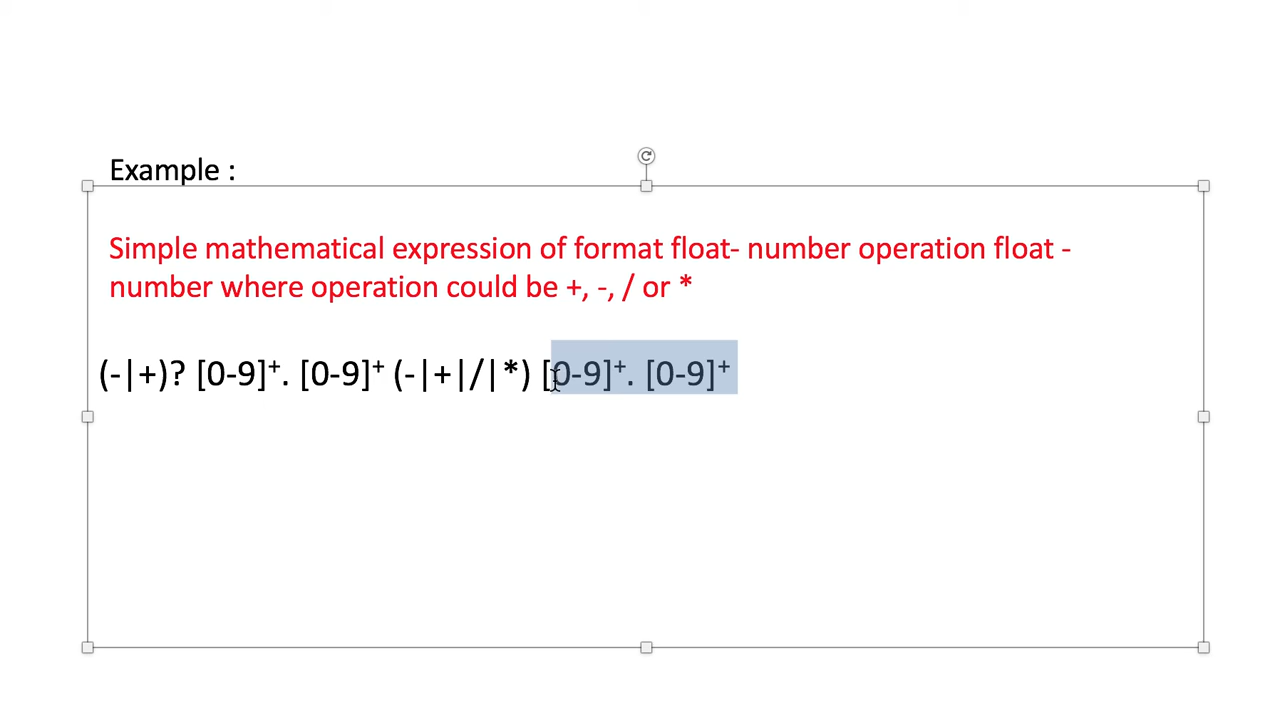 Example :
Simple mathematical expression of format float- number operation float -
number where operation could be +, -, / or *
(-|+)? [0-9]⁺. [0-9]⁺ (-|+|/|*) [0-9]⁺. [0-9]⁺